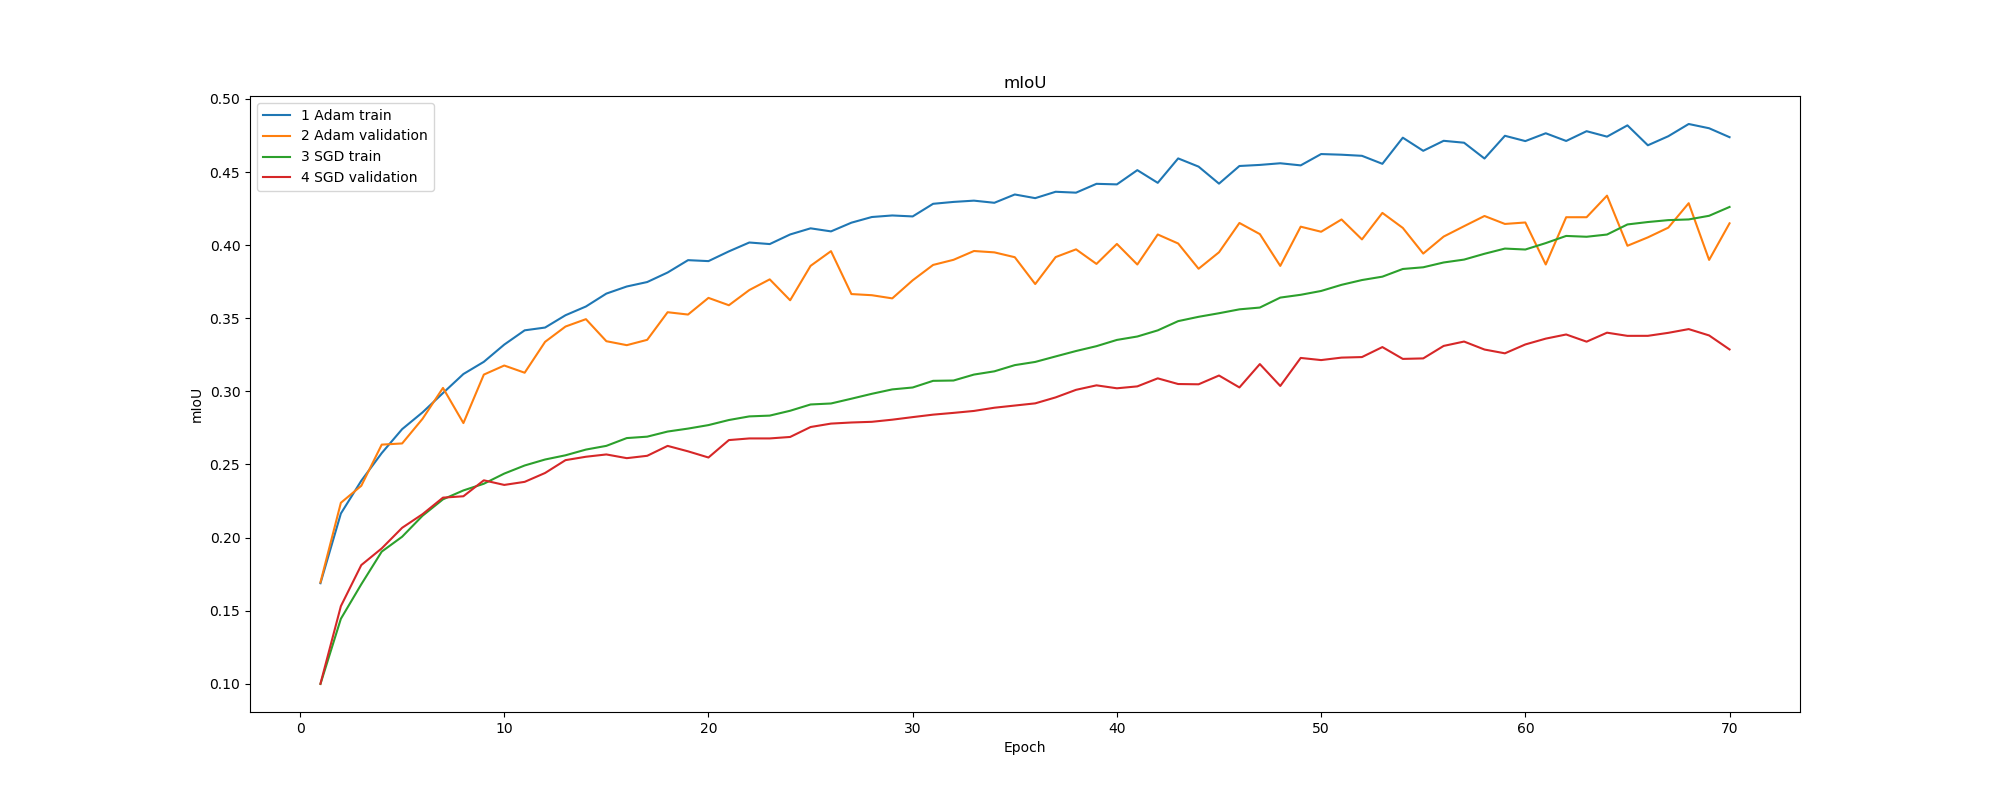 mIoU
1 Adam train
2 Adam validation
3 SGD train
4 SGD validation
0.50
0.45
0.40
0.35
0.30
0.25
0.20
0.15
0.10
mIoU
0 10 20 30 40 50 60 70
Epoch